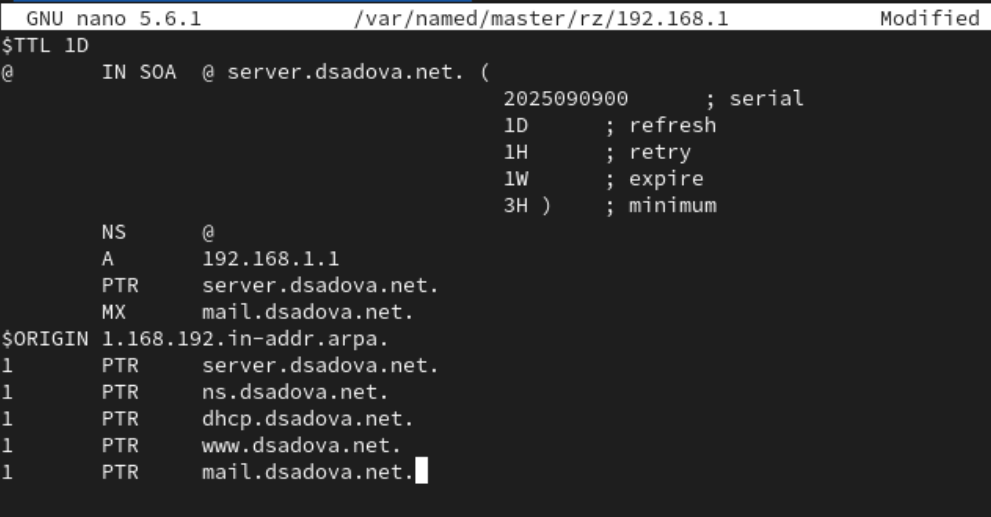 GNU nano 5.6.1 /var/named/master/rz/192.168.1 Modified
$TTL 1D
@ IN SOA @ server.dsadova.net. (
2025090900 ; serial
1D ; refresh
1H ; retry
1W ; expire
3H ) ; minimum
NS @
A 192.168.1.1
PTR server.dsadova.net.
MX mail.dsadova.net.
$ORIGIN 1.168.192.in-addr.arpa.
1 PTR server.dsadova.net.
1 PTR ns.dsadova.net.
1 PTR dhcp.dsadova.net.
1 PTR www.dsadova.net.
1 PTR mail.dsadova.net.